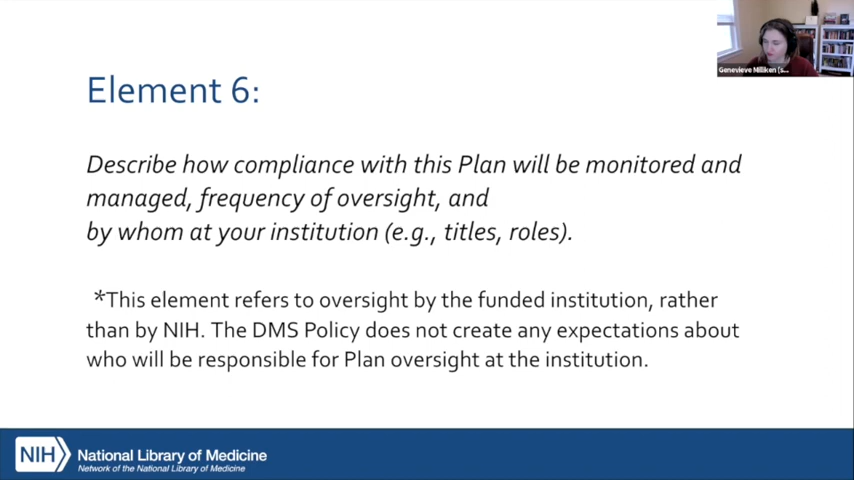 Genevieve Milliken (s...
Element 6:
Describe how compliance with this Plan will be monitored and
managed, frequency of oversight, and
by whom at your institution (e.g., titles, roles).
*This element refers to oversight by the funded institution, rather
than by NIH. The DMS Policy does not create any expectations about
who will be responsible for Plan oversight at the institution.
NIH
National Library of Medicine
Network of the National Library of Medicine